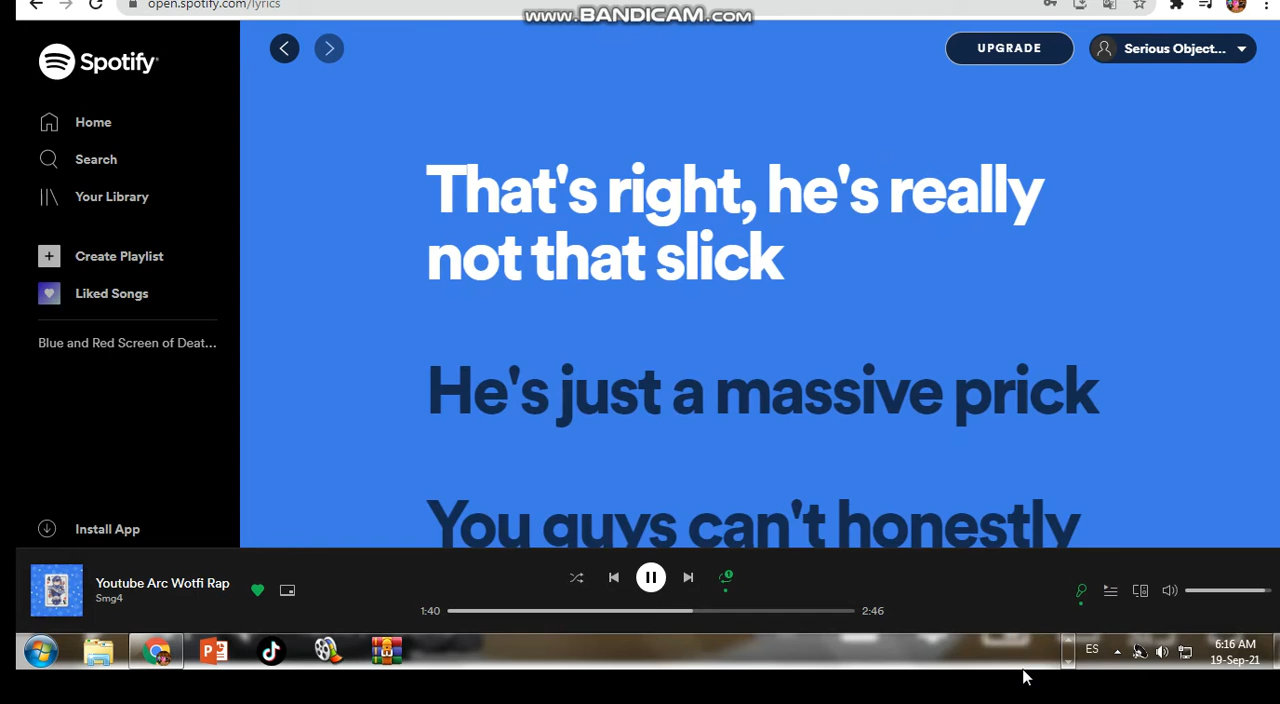 open.spotify.com/lyrics
www.BANDICAM.com
Spotify
UPGRADE
Serious Object...
Home
Search
Your Library
Create Playlist
Liked Songs
Blue and Red Screen of Deat...
Install App
That's right, he's really
not that slick
He's just a massive prick
You guys can't honestly
Youtube Arc Wotfi Rap
Smg4
1:40
2:46
1
ES
6:16 AM
19-Sep-21